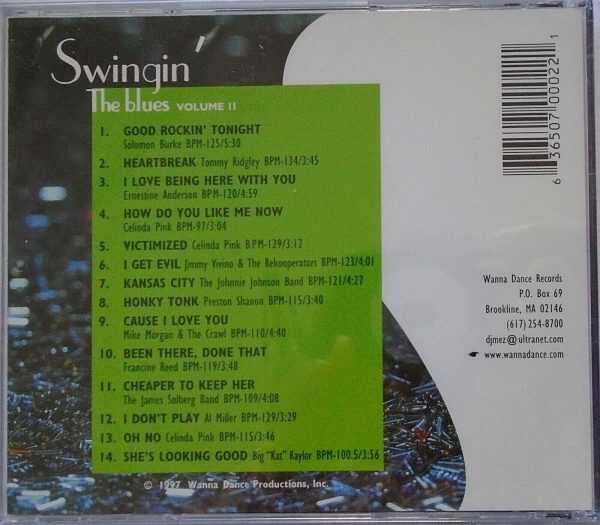 Swingin'
The blues VOLUME II
1. GOOD ROCKIN' TONIGHT
Solomon Burke BPM-125/5:30
2. HEARTBREAK Tommy Ridgley BPM-134/3:45
3. I LOVE BEING HERE WITH YOU
Ernestine Anderson BPM-120/4:59
4. HOW DO YOU LIKE ME NOW
Celinda Pink BPM-97/3:04
5. VICTIMIZED Celinda Pink BPM-129/3:12
6. I GET EVIL Jimmy Vivino & The Rekooperators BPM-123/4:01
7. KANSAS CITY The Johnnie Johnson Band BPM-121/4:27
8. HONKY TONK Preston Shanon BPM-115/3:40
9. CAUSE I LOVE YOU
Mike Morgan & The Crawl BPM-110/4:40
10. BEEN THERE, DONE THAT
Francine Reed BPM-119/3:48
11. CHEAPER TO KEEP HER
The James Solberg Band BPM-109/4:08
12. I DON'T PLAY Al Miller BPM-129/3:29
13. OH NO Celinda Pink BPM-115/3:46
14. SHE'S LOOKING GOOD Big "Kat" Kaylor BPM-100.5/3:56
© 1997 Wanna Dance Productions, Inc.
6 36507 00022 1
Wanna Dance Records
P.O. Box 69
Brookline, MA 02146
(617) 254-8700
djmez@ultranet.com
www.wannadance.com